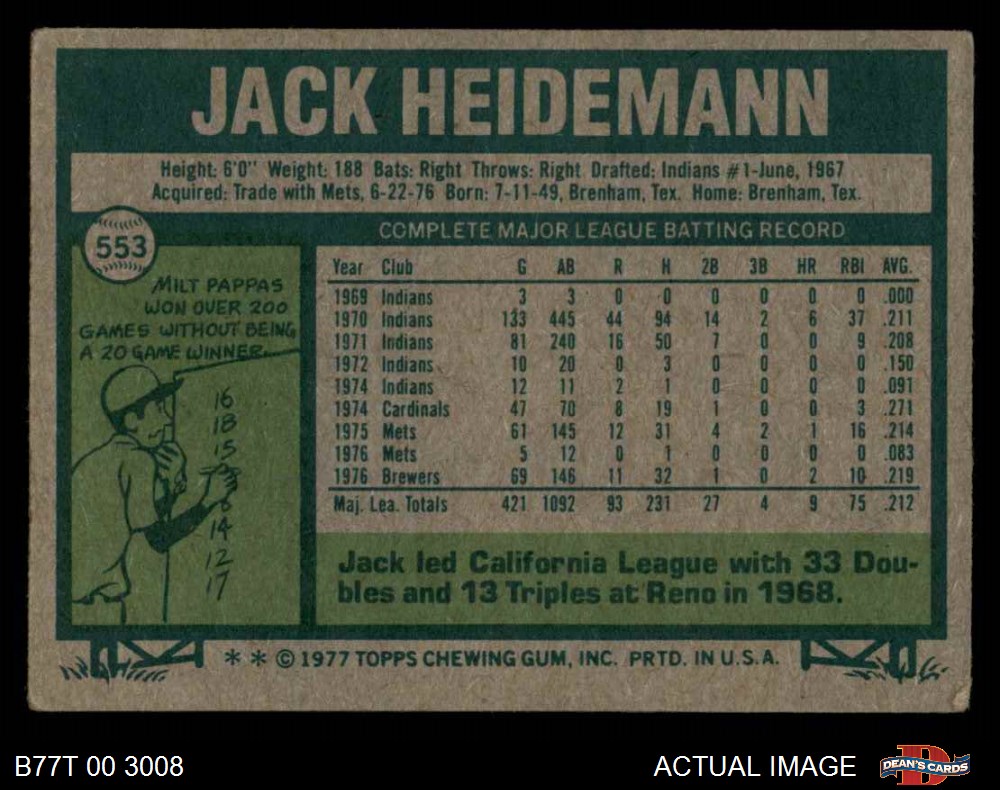 JACK HEIDEMANN
Height: 6'0" Weight: 188 Bats: Right Throws: Right Drafted: Indians #1-June, 1967
Acquired: Trade with Mets, 6-22-76 Born: 7-11-49, Brenham, Tex. Home: Brenham, Tex.
553
MILT PAPPAS
WON OVER 200
GAMES WITHOUT BEING
A 20 GAME WINNER.
16
18
15
14
12
17
COMPLETE MAJOR LEAGUE BATTING RECORD
Year Club G AB R H 2B 3B HR RBI AVG.
1969 Indians 3 3 0 0 0 0 0 0 .000
1970 Indians 133 445 44 94 14 2 6 37 .211
1971 Indians 81 240 16 50 7 0 0 9 .208
1972 Indians 10 20 0 3 0 0 0 0 .150
1974 Indians 12 11 2 1 0 0 0 0 .091
1974 Cardinals 47 70 8 19 1 0 0 3 .271
1975 Mets 61 145 12 31 4 2 1 16 .214
1976 Mets 5 12 0 1 0 0 0 0 .083
1976 Brewers 69 146 11 32 1 0 2 10 .219
Maj. Lea. Totals 421 1092 93 231 27 4 9 75 .212
Jack led California League with 33 Dou-
bles and 13 Triples at Reno in 1968.
* * © 1977 TOPPS CHEWING GUM, INC. PRTD. IN U.S.A.
B77T 00 3008
ACTUAL IMAGE
DEAN'S CARDS